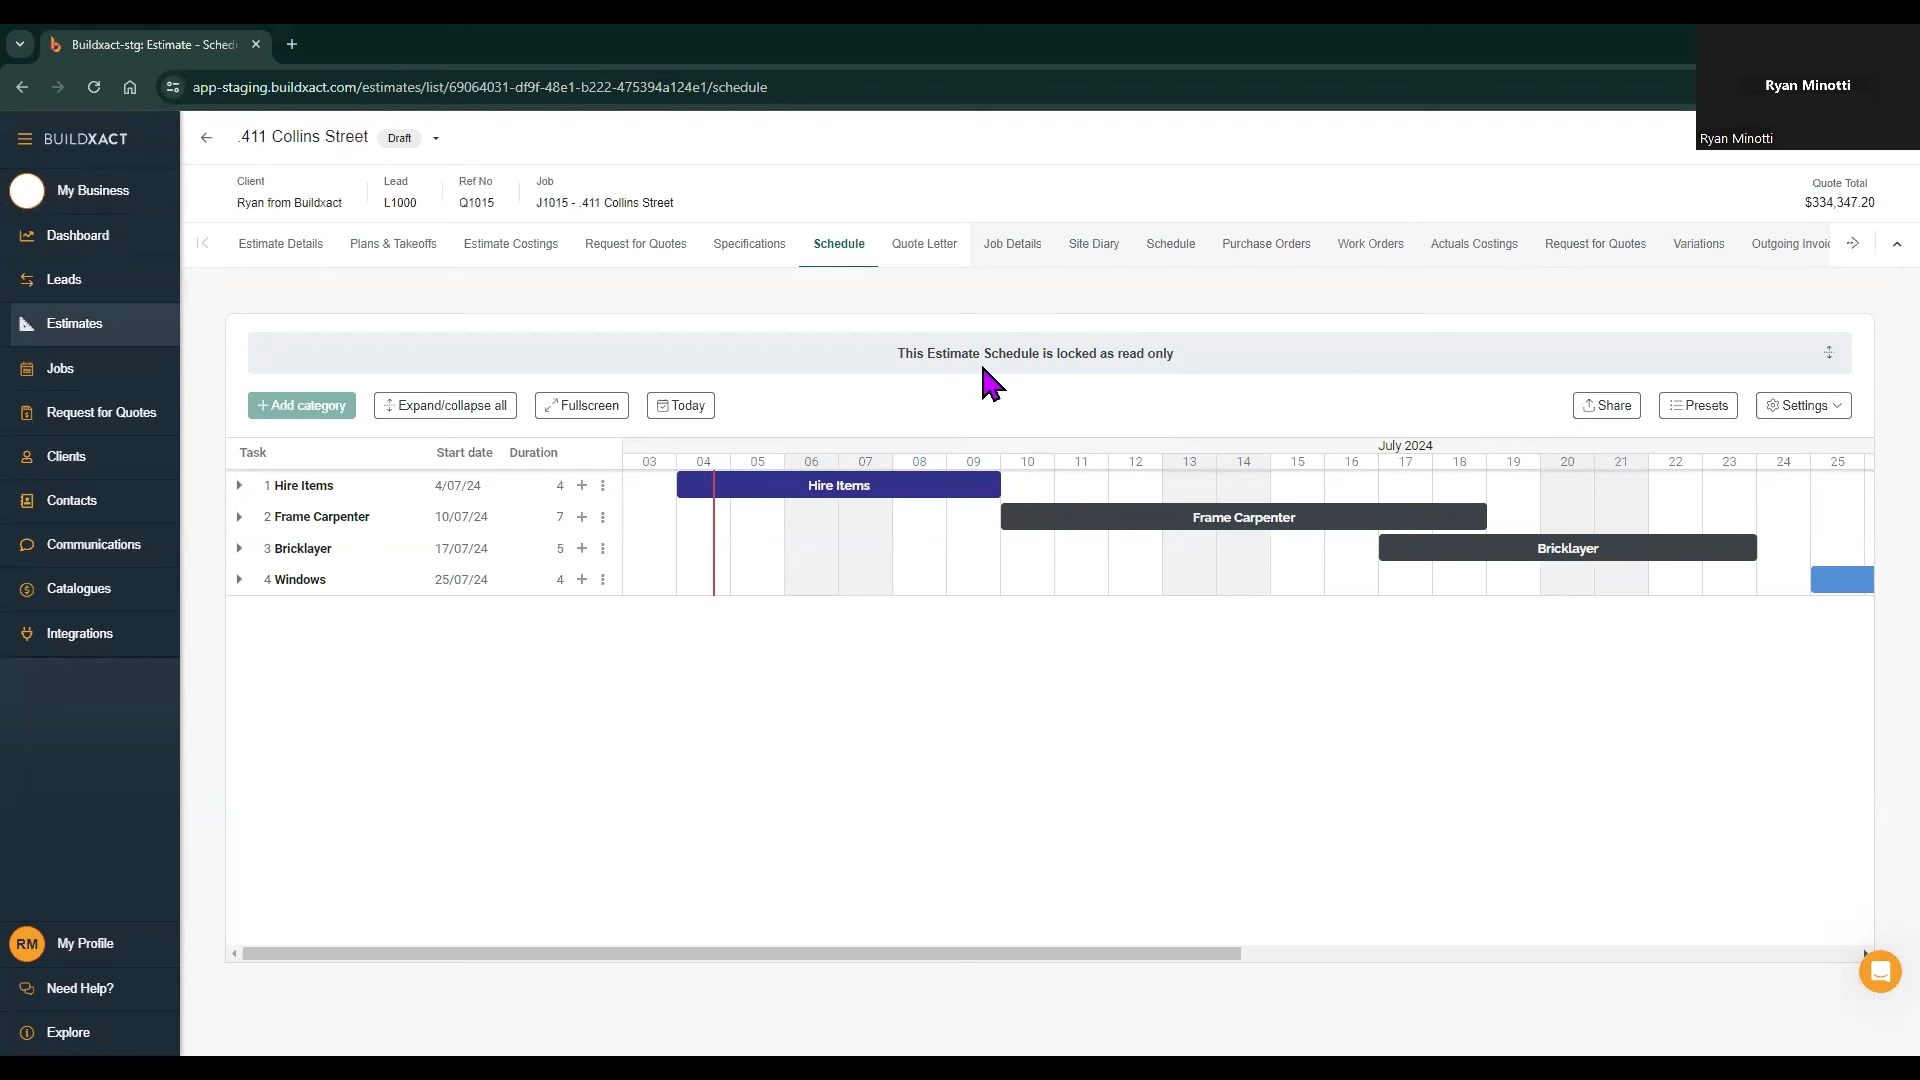 Buildxact-stg: Estimate - Sched
app-staging.buildxact.com/estimates/list/69064031-df9f-48e1-b222-475394a124e1/schedule
Ryan Minotti
Ryan Minotti
BUILDXACT
My Business
Dashboard
Leads
Estimates
Jobs
Request for Quotes
Clients
Contacts
Communications
Catalogues
Integrations
RM My Profile
Need Help?
Explore
.411 Collins Street Draft
Client Lead Ref No Job
Ryan from Buildxact L1000 Q1015 J1015 - .411 Collins Street
Quote Total
$334,347.20
Estimate Details Plans & Takeoffs Estimate Costings Request for Quotes Specifications Schedule Quote Letter Job Details Site Diary Schedule Purchase Orders Work Orders Actuals Costings Request for Quotes Variations Outgoing Invoic
This Estimate Schedule is locked as read only
+ Add category Expand/collapse all Fullscreen Today Share Presets Settings
Task Start date Duration
July 2024
03 04 05 06 07 08 09 10 11 12 13 14 15 16 17 18 19 20 21 22 23 24 25
1 Hire Items 4/07/24 4 + Hire Items
2 Frame Carpenter 10/07/24 7 + Frame Carpenter
3 Bricklayer 17/07/24 5 + Bricklayer
4 Windows 25/07/24 4 +